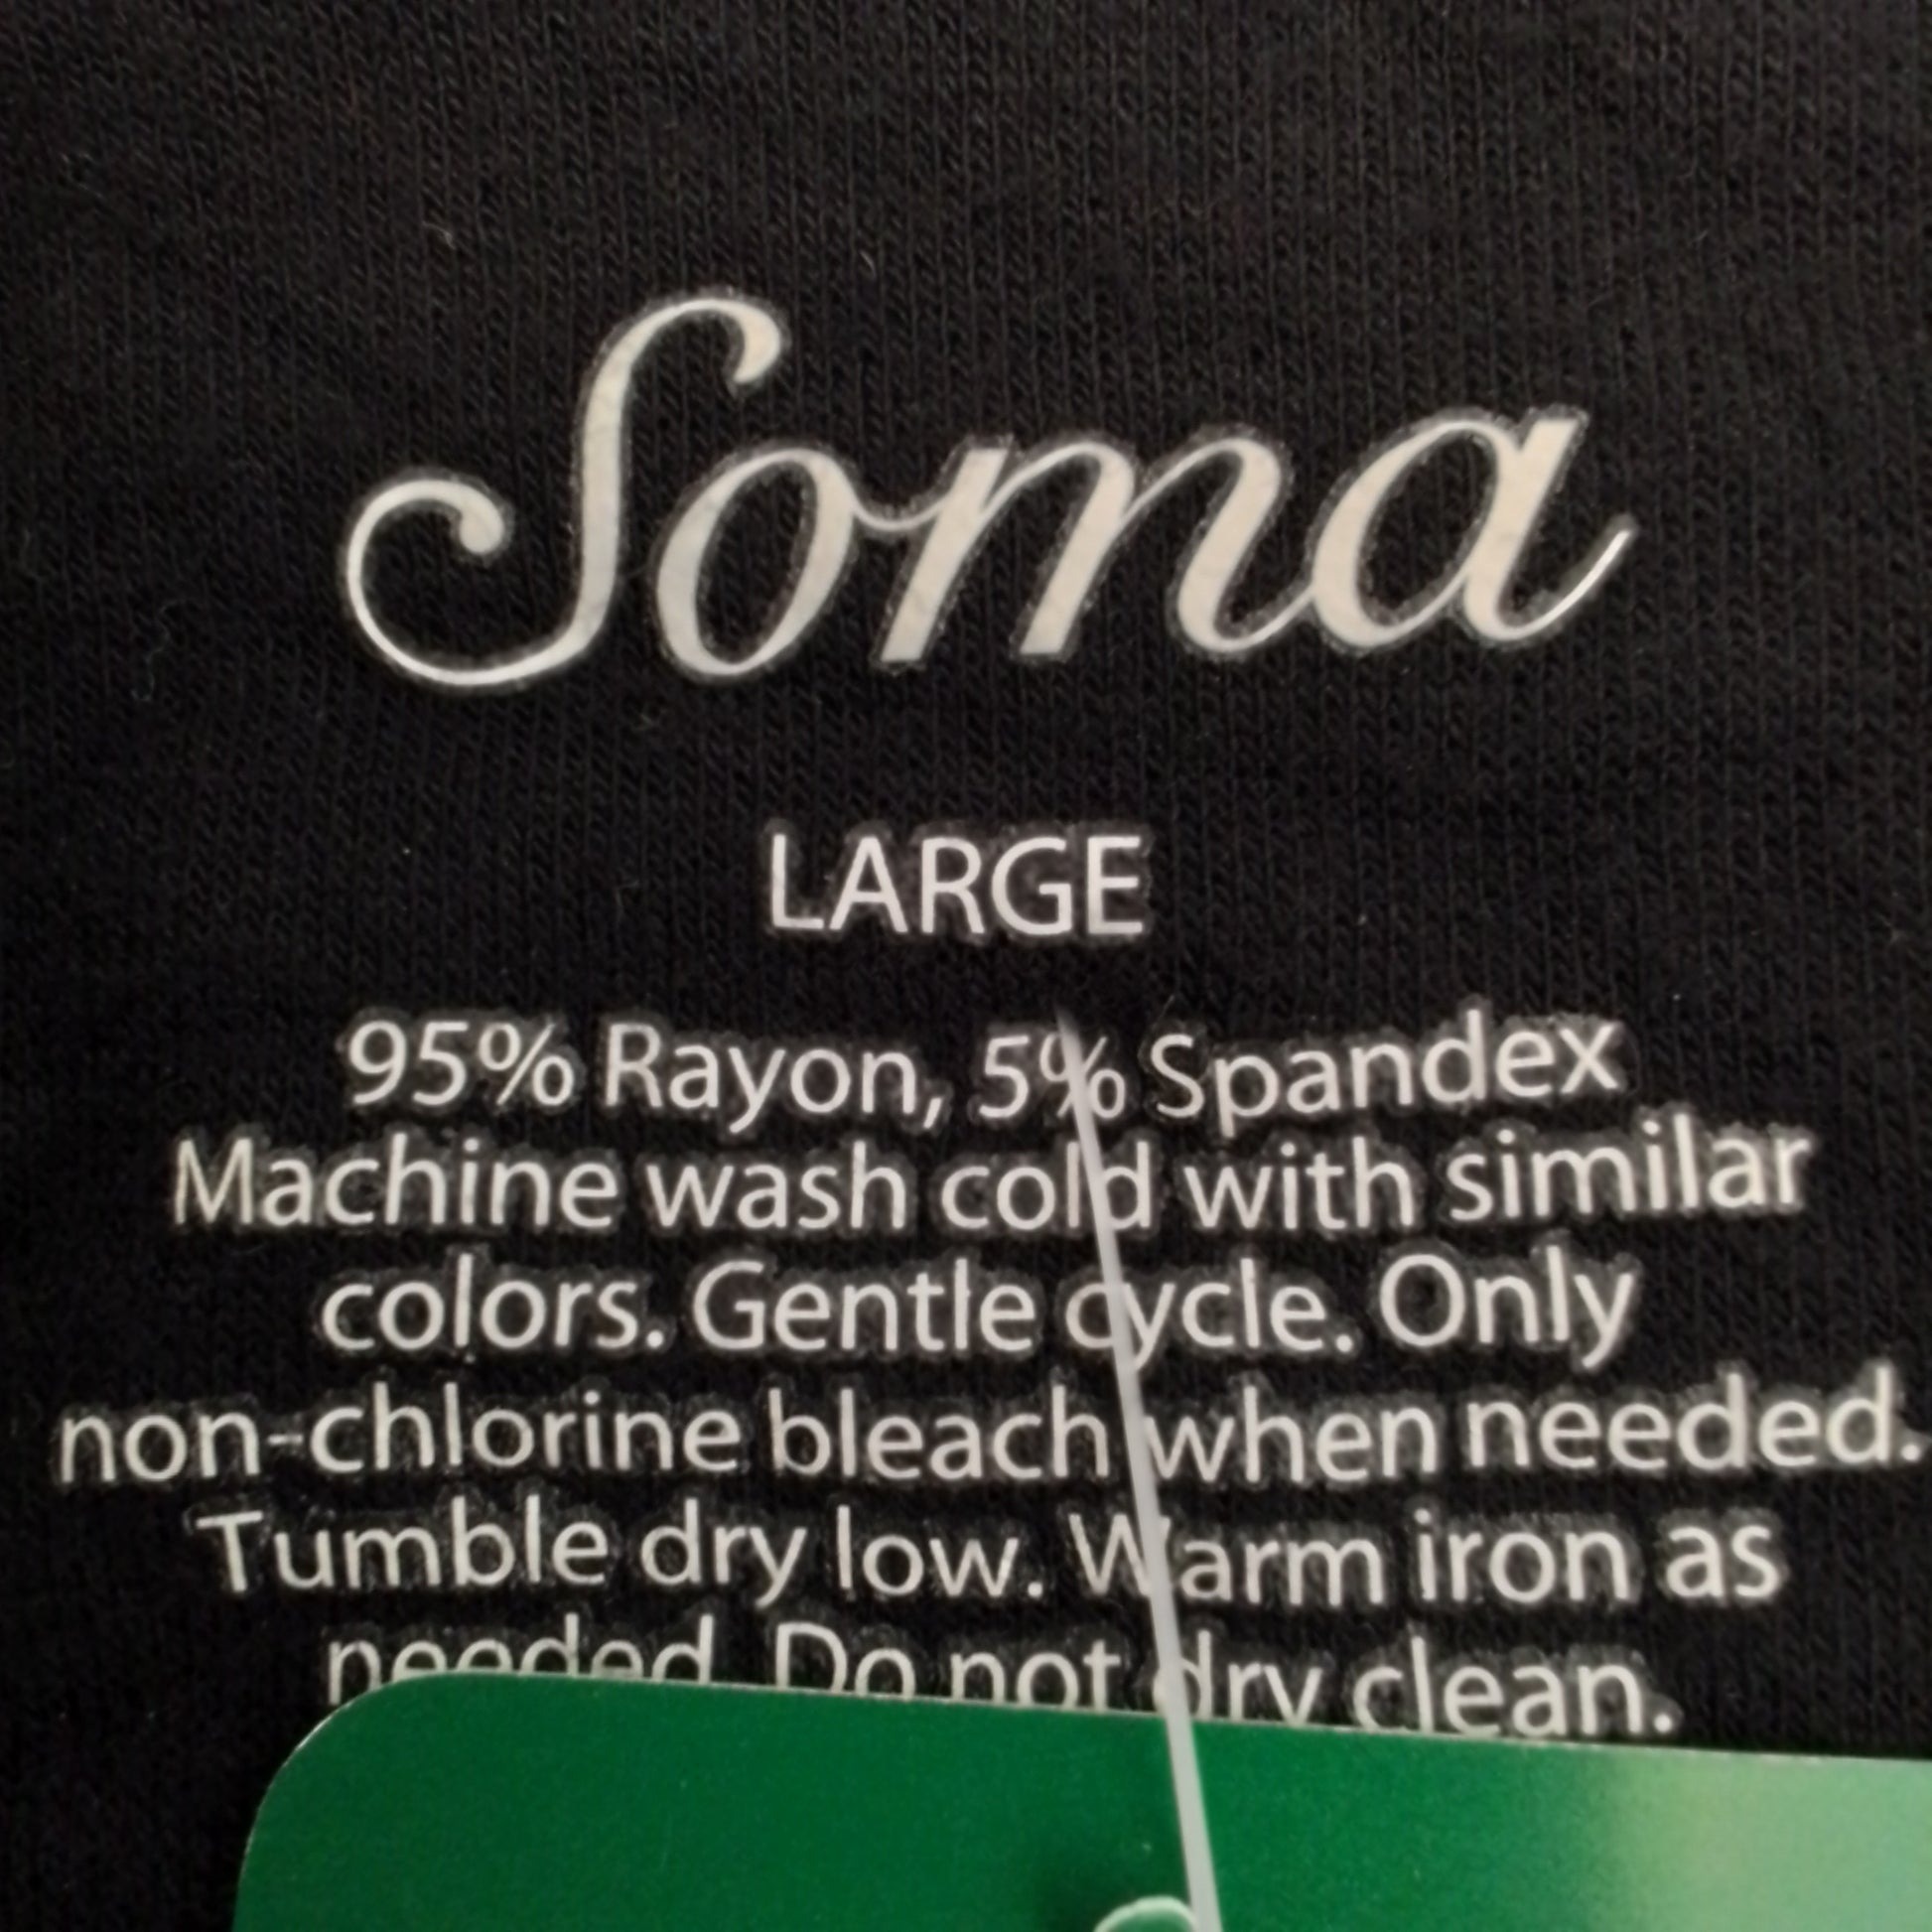 Soma
LARGE
95% Rayon, 5% Spandex
Machine wash cold with similar
colors. Gentle cycle. Only
non-chlorine bleach when needed.
Tumble dry low. Warm iron as
needed. Do not dry clean.